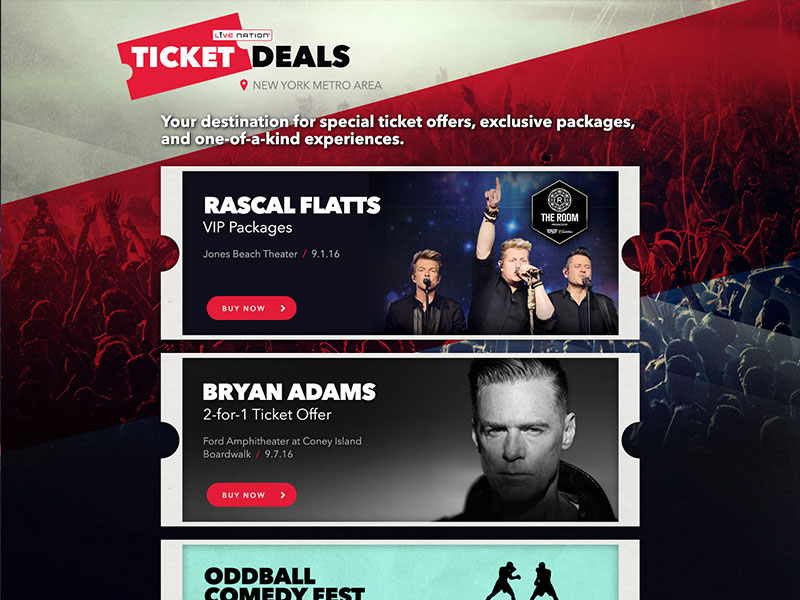 LIVE NATION
TICKET DEALS
NEW YORK METRO AREA
Your destination for special ticket offers, exclusive packages,
and one-of-a-kind experiences.
RASCAL FLATTS
VIP Packages
Jones Beach Theater / 9.1.16
BUY NOW
R
THE ROOM
PRESENTED BY
BRYAN ADAMS
2-for-1 Ticket Offer
Ford Amphitheater at Coney Island
Boardwalk / 9.7.16
BUY NOW
ODDBALL
COMEDY FEST